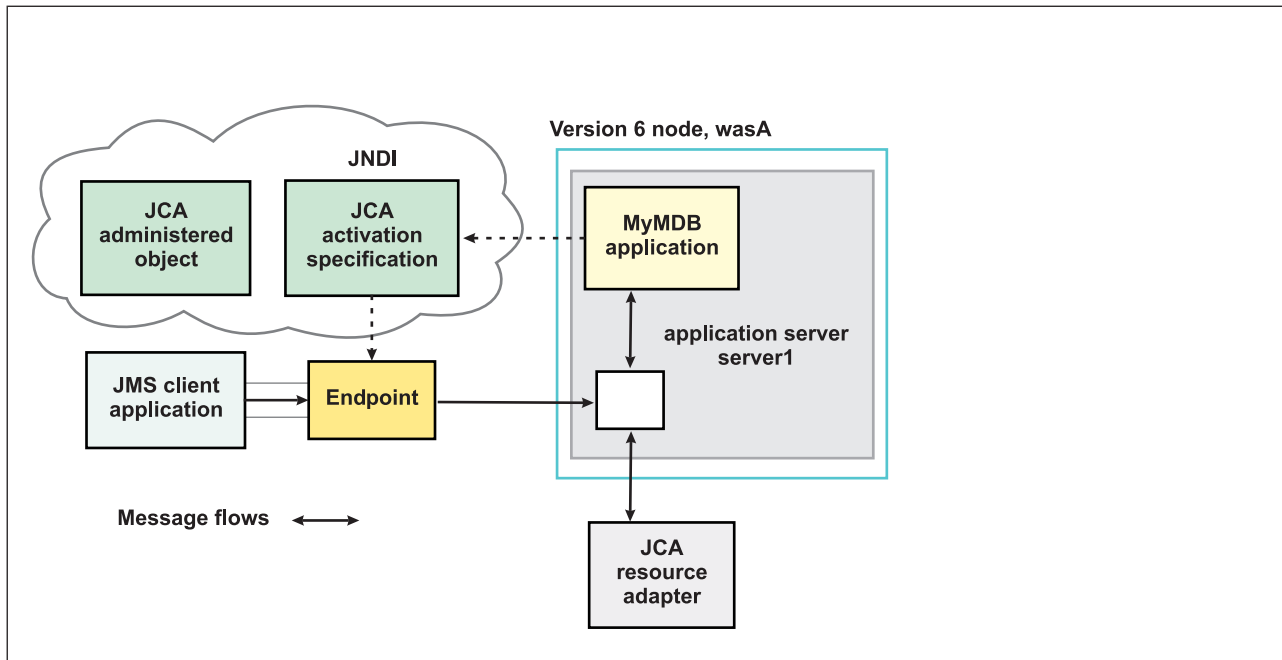 Version 6 node, wasA
JNDI
JCA
administered
object
JCA
activation
specification
MyMDB
application
application server
server1
JMS client
application
Endpoint
Message flows
JCA
resource
adapter